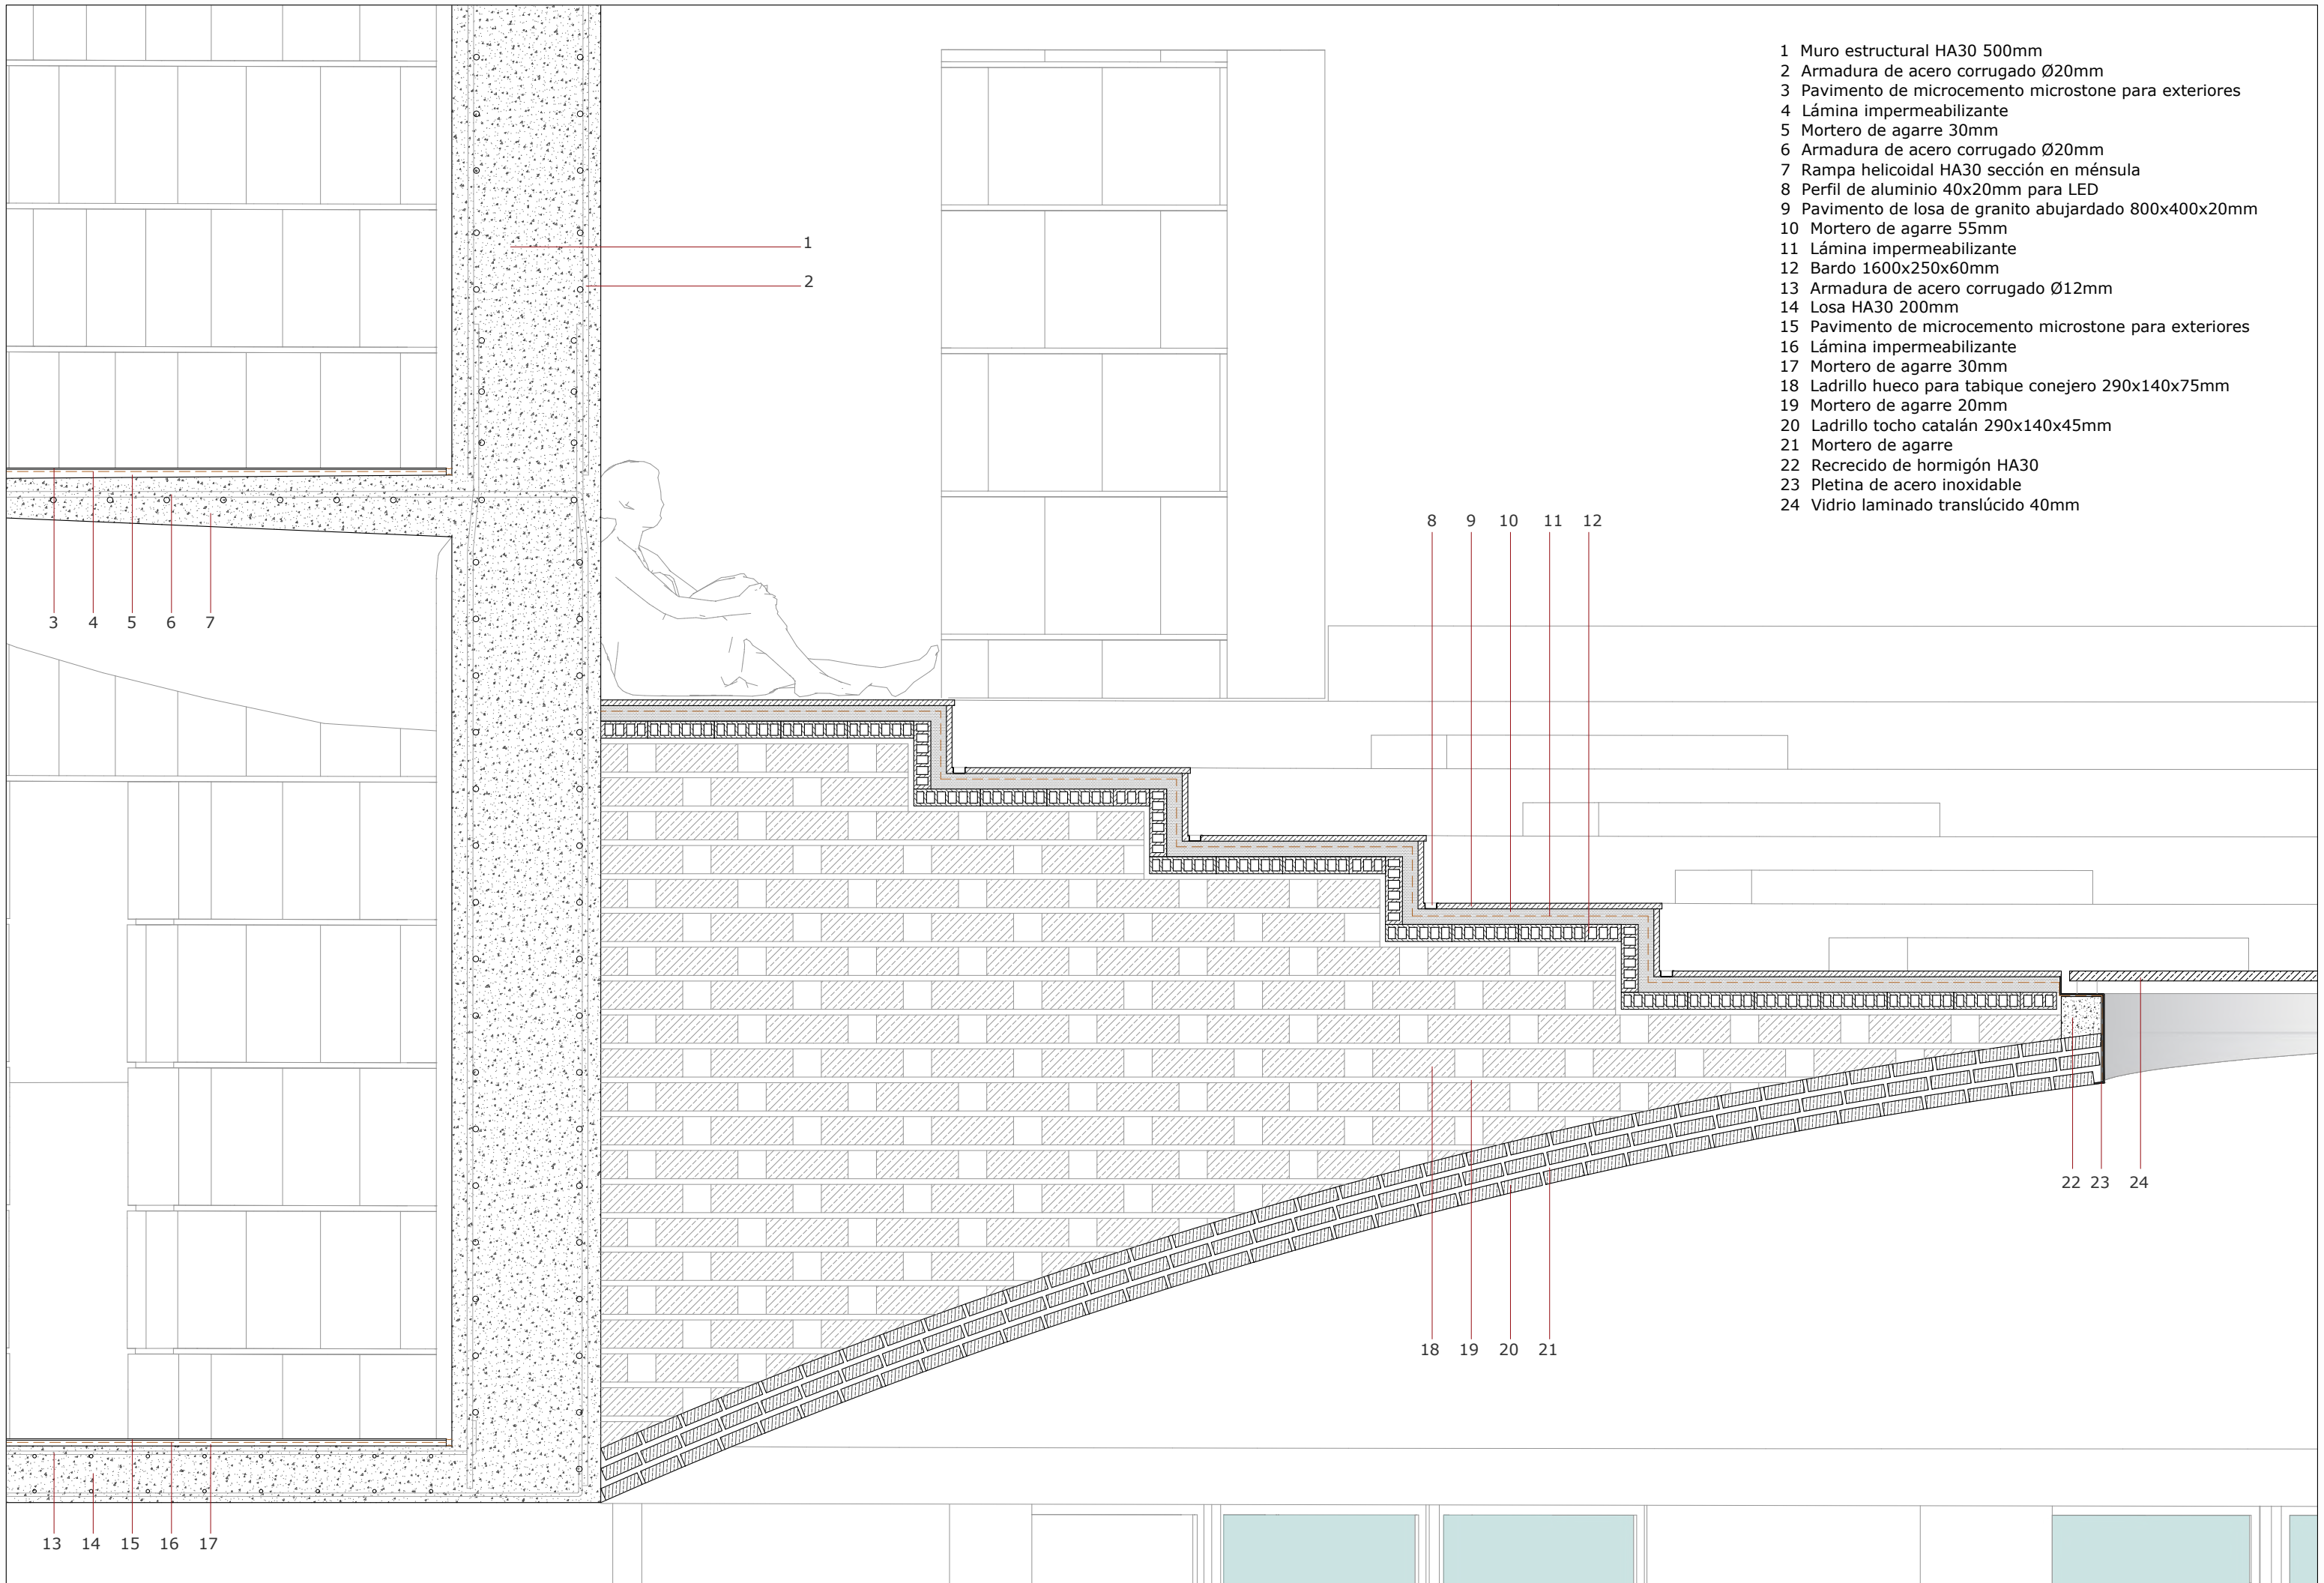 1 Muro estructural HA30 500mm
2 Armadura de acero corrugado Ø20mm
3 Pavimento de microcemento microstone para exteriores
4 Lámina impermeabilizante
5 Mortero de agarre 30mm
6 Armadura de acero corrugado Ø20mm
7 Rampa helicoidal HA30 sección en ménsula
8 Perfil de aluminio 40x20mm para LED
9 Pavimento de losa de granito abujardado 800x400x20mm
10 Mortero de agarre 55mm
11 Lámina impermeabilizante
12 Bardo 1600x250x60mm
13 Armadura de acero corrugado Ø12mm
14 Losa HA30 200mm
15 Pavimento de microcemento microstone para exteriores
16 Lámina impermeabilizante
17 Mortero de agarre 30mm
18 Ladrillo hueco para tabique conejero 290x140x75mm
19 Mortero de agarre 20mm
20 Ladrillo tocho catalán 290x140x45mm
21 Mortero de agarre
22 Recrecido de hormigón HA30
23 Pletina de acero inoxidable
24 Vidrio laminado translúcido 40mm
1
2
8 9 10 11 12
3 4 5 6 7
22 23 24
18 19 20 21
13 14 15 16 17